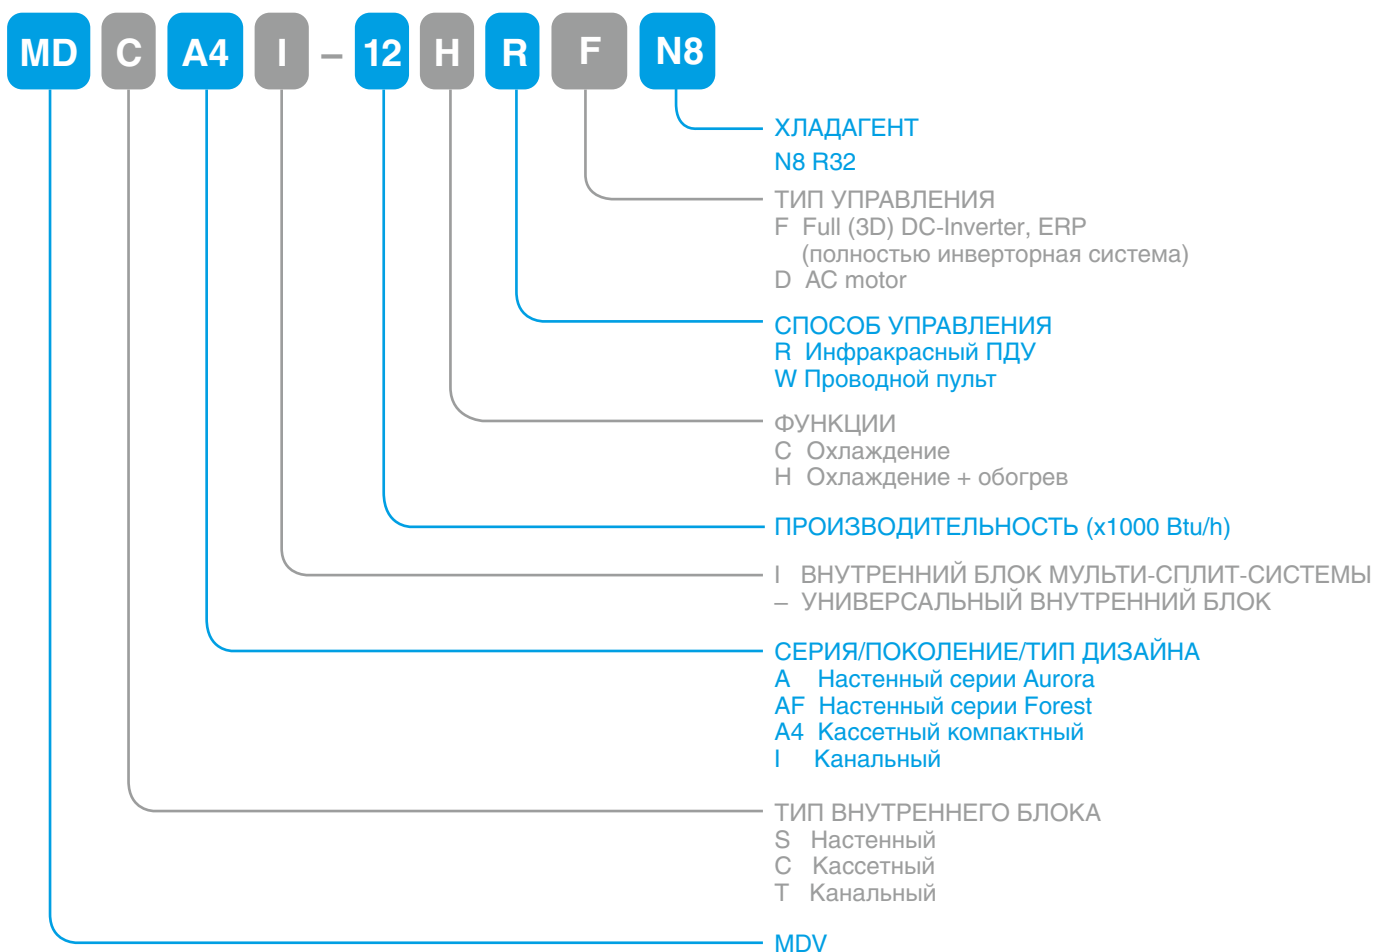 MD C A4 I – 12 H R F N8
ХЛАДАГЕНТ
N8 R32
ТИП УПРАВЛЕНИЯ
F Full (3D) DC-Inverter, ERP
(полностью инверторная система)
D AC motor
СПОСОБ УПРАВЛЕНИЯ
R Инфракрасный ПДУ
W Проводной пульт
ФУНКЦИИ
C Охлаждение
H Охлаждение + обогрев
ПРОИЗВОДИТЕЛЬНОСТЬ (x1000 Btu/h)
I ВНУТРЕННИЙ БЛОК МУЛЬТИ-СПЛИТ-СИСТЕМЫ
– УНИВЕРСАЛЬНЫЙ ВНУТРЕННИЙ БЛОК
СЕРИЯ/ПОКОЛЕНИЕ/ТИП ДИЗАЙНА
A Настенный серии Aurora
AF Настенный серии Forest
A4 Кассетный компактный
I Канальный
ТИП ВНУТРЕННЕГО БЛОКА
S Настенный
C Кассетный
T Канальный
MDV